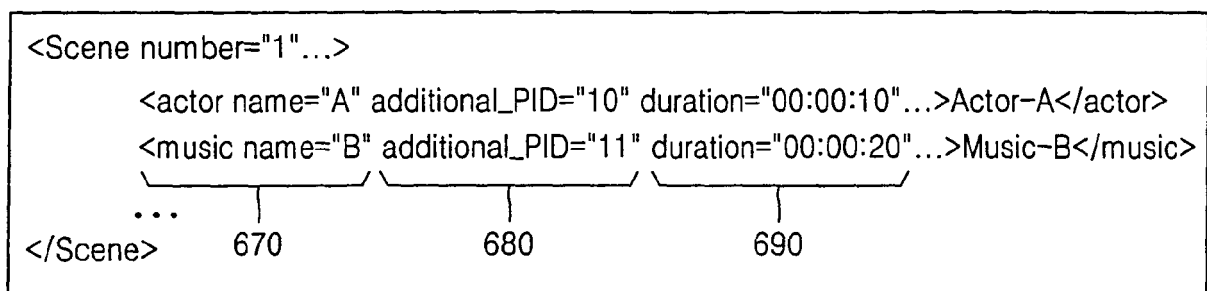 <Scene number="1"...>
<actor name="A" additional_PID="10" duration="00:00:10"...>Actor-A</actor>
<music name="B" additional_PID="11" duration="00:00:20"...>Music-B</music>
...
</Scene> 670 680 690